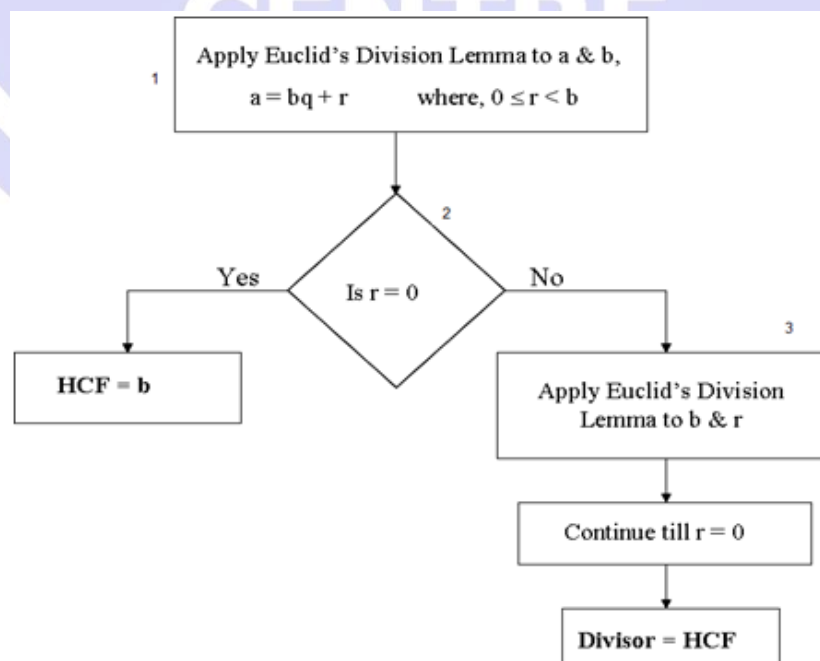 CENTRE
1
Apply Euclid's Division Lemma to a & b,
a = bq + r where, 0 ≤ r < b
2
Yes
Is r = 0
No
3
HCF = b
Apply Euclid's Division
Lemma to b & r
Continue till r = 0
Divisor = HCF